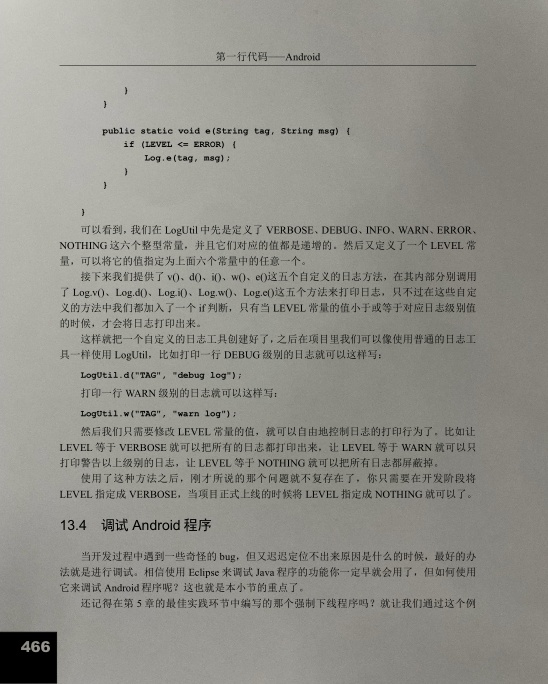 第一行代码——Android
}
}
public static void e(String tag, String msg) {
if (LEVEL <= ERROR) {
Log.e(tag, msg);
}
}
}
可以看到，我们在 LogUtil 中先是定义了 VERBOSE、DEBUG、INFO、WARN、ERROR、
NOTHING 这六个整型常量，并且它们对应的值都是递增的。然后又定义了一个 LEVEL 常
量，可以将它的值指定为上面六个常量中的任意一个。
接下来我们提供了 v()、d()、i()、w()、e()这五个自定义的日志方法，在其内部分别调用
了 Log.v()、Log.d()、Log.i()、Log.w()、Log.e()这五个方法来打印日志，只不过在这些自定
义的方法中我们都加入了一个 if 判断，只有当 LEVEL 常量的值小于或等于对应日志级别值
的时候，才会将日志打印出来。
这样就把一个自定义的日志工具创建好了，之后在项目里我们可以像使用普通的日志工
具一样使用 LogUtil，比如打印一行 DEBUG 级别的日志就可以这样写：
LogUtil.d("TAG", "debug log");
打印一行 WARN 级别的日志就可以这样写：
LogUtil.w("TAG", "warn log");
然后我们只需要修改 LEVEL 常量的值，就可以自由地控制日志的打印行为了。比如让
LEVEL 等于 VERBOSE 就可以把所有的日志都打印出来，让 LEVEL 等于 WARN 就可以只
打印警告以上级别的日志，让 LEVEL 等于 NOTHING 就可以把所有日志都屏蔽掉。
使用了这种方法之后，刚才所说的那个问题就不复存在了，你只需要在开发阶段将
LEVEL 指定成 VERBOSE，当项目正式上线的时候将 LEVEL 指定成 NOTHING 就可以了。
13.4 调试 Android 程序
当开发过程中遇到一些奇怪的 bug，但又迟迟定位不出来原因是什么的时候，最好的办
法就是进行调试。相信使用 Eclipse 来调试 Java 程序的功能你一定早就会用了，但如何使用
它来调试 Android 程序呢？这也就是本小节的重点了。
还记得在第 5 章的最佳实践环节中编写的那个强制下线程序吗？就让我们通过这个例
466